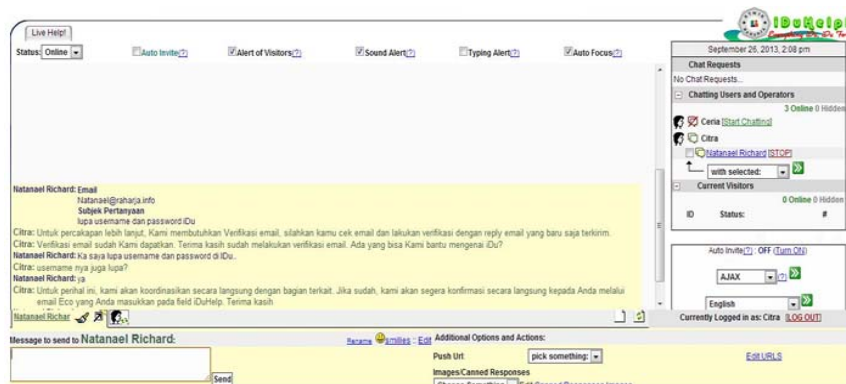 Live Help!
iDuHelp!
Status: Online
Auto Invite(?)
Alert of Visitors(?)
Sound Alert(?)
Typing Alert(?)
Auto Focus(?)
September 26, 2013, 2:08 pm
Chat Requests
No Chat Requests...
Chatting Users and Operators
3 Online 0 Hidden
Ceria [Start Chatting]
Citra
Natanael Richard [STOP]
with selected:
Current Visitors
0 Online 0 Hidden
ID Status: #
Natanael Richard: Email
Natanael@raharja.info
Subjek Pertanyaan
lupa username dan password iDu
Citra: Untuk percakapan lebih lanjut, Kami membutuhkan Verifikasi email, silahkan kamu cek email dan lakukan verifikasi dengan reply email yang baru saja terkirim.
Citra: Verifikasi email sudah Kami dapatkan. Terima kasih sudah melakukan verifikasi email. Ada yang bisa Kami bantu mengenai iDu?
Natanael Richard: Ka saya lupa username dan password di IDu..
Citra: username nya juga lupa?
Natanael Richard: ya
Citra: Untuk perihal ini, kami akan koordinasikan secara langsung dengan bagian terkait. Jika sudah, kami akan segera konfirmasi secara langsung kepada Anda melalui
email Eco yang Anda masukkan pada field iDuHelp. Terima kasih
Auto Invite(?) : OFF (Turn ON)
AJAX (?)
English
Natanael Richar
Currently Logged in as: Citra [LOG OUT]
Message to send to Natanael Richard:
Rename Smilies :: Edit
Additional Options and Actions:
Push Url: pick something: Edit URLS
Images/Canned Responses
Send